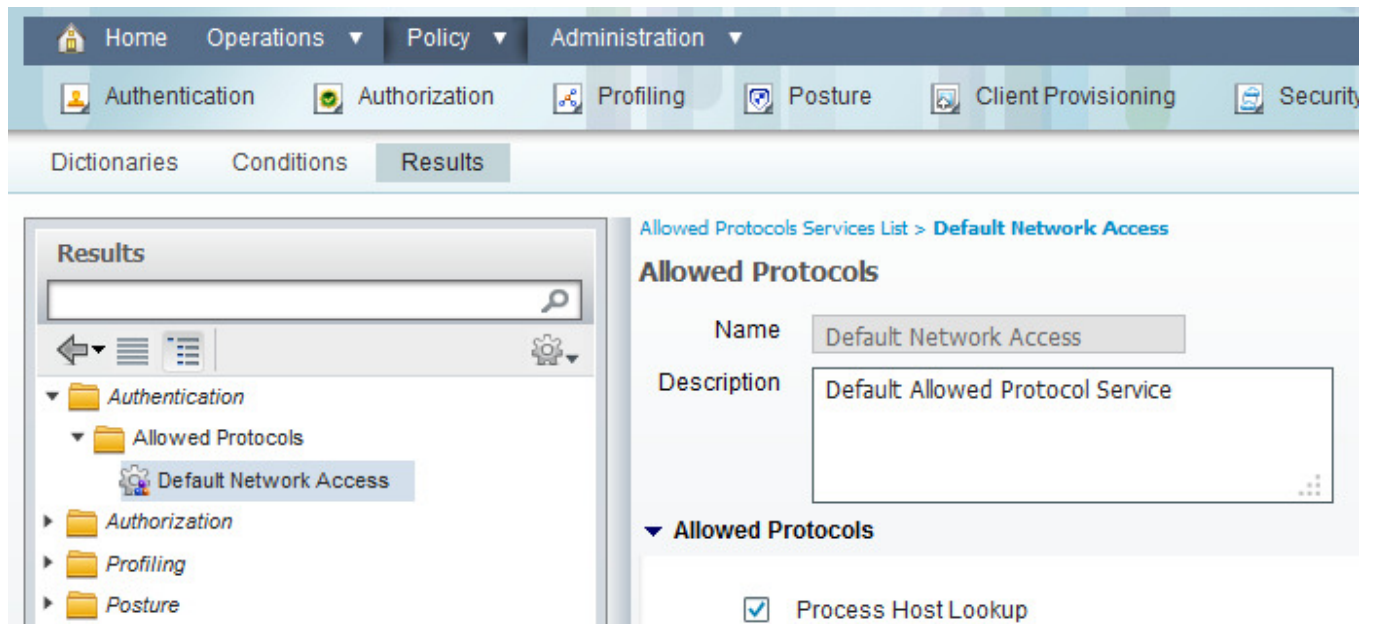 Home Operations Policy Administration
Authentication Authorization Profiling Posture Client Provisioning Security
Dictionaries Conditions Results
Results
Authentication
Allowed Protocols
Default Network Access
Authorization
Profiling
Posture
Allowed Protocols Services List > Default Network Access
Allowed Protocols
Name Default Network Access
Description Default Allowed Protocol Service
Allowed Protocols
Process Host Lookup